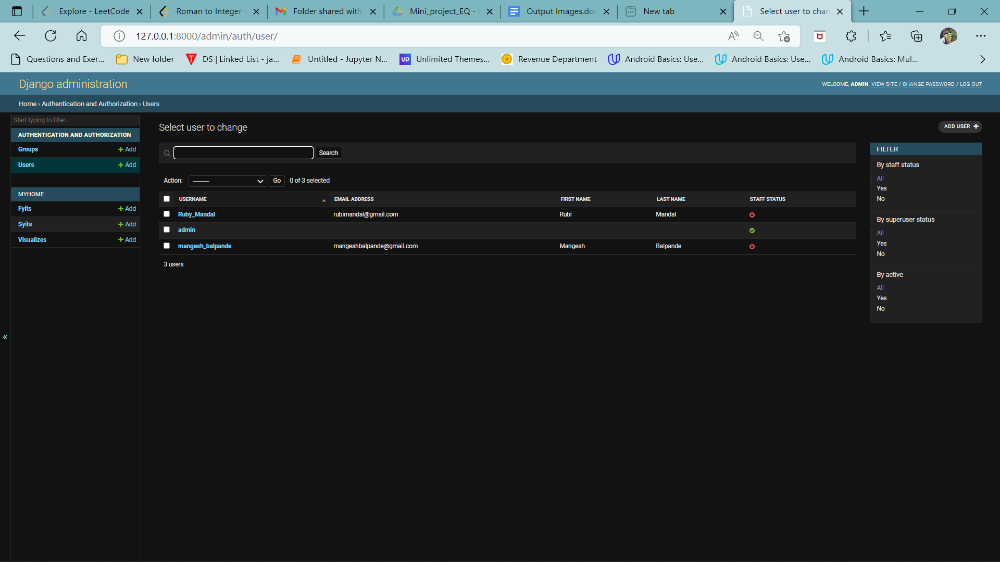 Explore - LeetCode
Roman to Integer -
Folder shared with
Mini_project_EQ -
Output Images.doc
New tab
Select user to chan
127.0.0.1:8000/admin/auth/user/
Questions and Exer...
New folder
DS | Linked List - ja...
Untitled - Jupyter N...
up
Unlimited Themes...
Revenue Department
Android Basics: Use...
Android Basics: Use...
Android Basics: Mul...
Django administration
WELCOME, ADMIN. VIEW SITE / CHANGE PASSWORD / LOG OUT
Home › Authentication and Authorization › Users
Start typing to filter...
AUTHENTICATION AND AUTHORIZATION
Groups + Add
Users + Add
MYHOME
Fyits + Add
Syits + Add
Visualizes + Add
«
Select user to change
ADD USER +
Search
Action: --------- Go 0 of 3 selected
USERNAME EMAIL ADDRESS FIRST NAME LAST NAME STAFF STATUS
Ruby_Mandal rubimandal@gmail.com Rubi Mandal
admin
mangesh_balpande mangeshbalpande@gmail.com Mangesh Balpande
3 users
FILTER
By staff status
All
Yes
No
By superuser status
All
Yes
No
By active
All
Yes
No